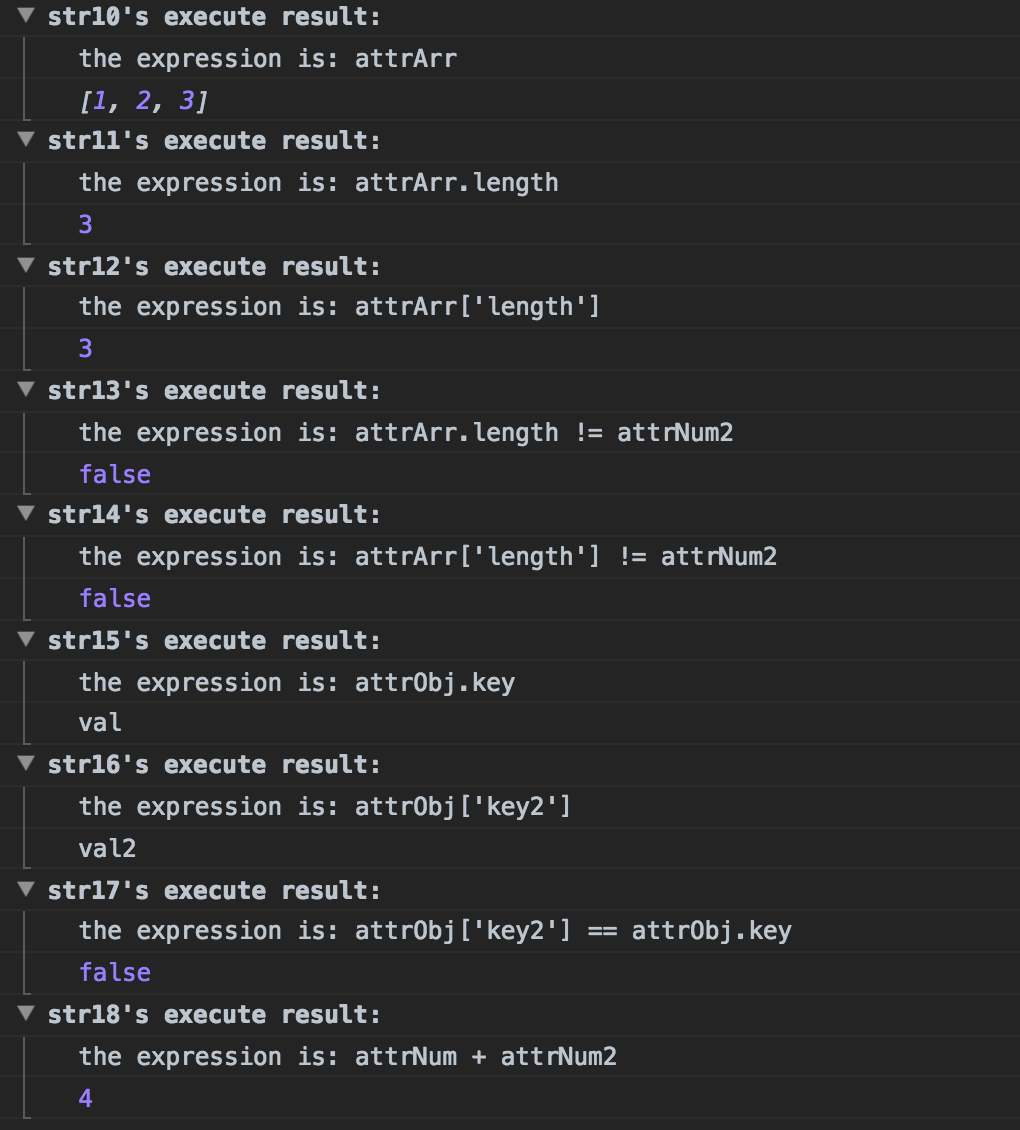 str10's execute result:
the expression is: attrArr
[1, 2, 3]
str11's execute result:
the expression is: attrArr.length
3
str12's execute result:
the expression is: attrArr['length']
3
str13's execute result:
the expression is: attrArr.length != attrNum2
false
str14's execute result:
the expression is: attrArr['length'] != attrNum2
false
str15's execute result:
the expression is: attrObj.key
val
str16's execute result:
the expression is: attrObj['key2']
val2
str17's execute result:
the expression is: attrObj['key2'] == attrObj.key
false
str18's execute result:
the expression is: attrNum + attrNum2
4